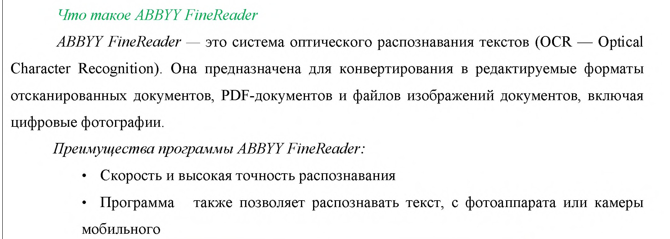 Что такое ABBYY FineReader
ABBYY FineReader — это система оптического распознавания текстов (OCR — Optical
Character Recognition). Она предназначена для конвертирования в редактируемые форматы
отсканированных документов, PDF-документов и файлов изображений документов, включая
цифровые фотографии.
Преимущества программы ABBYY FineReader:
• Скорость и высокая точность распознавания
• Программа также позволяет распознавать текст, с фотоаппарата или камеры
мобильного